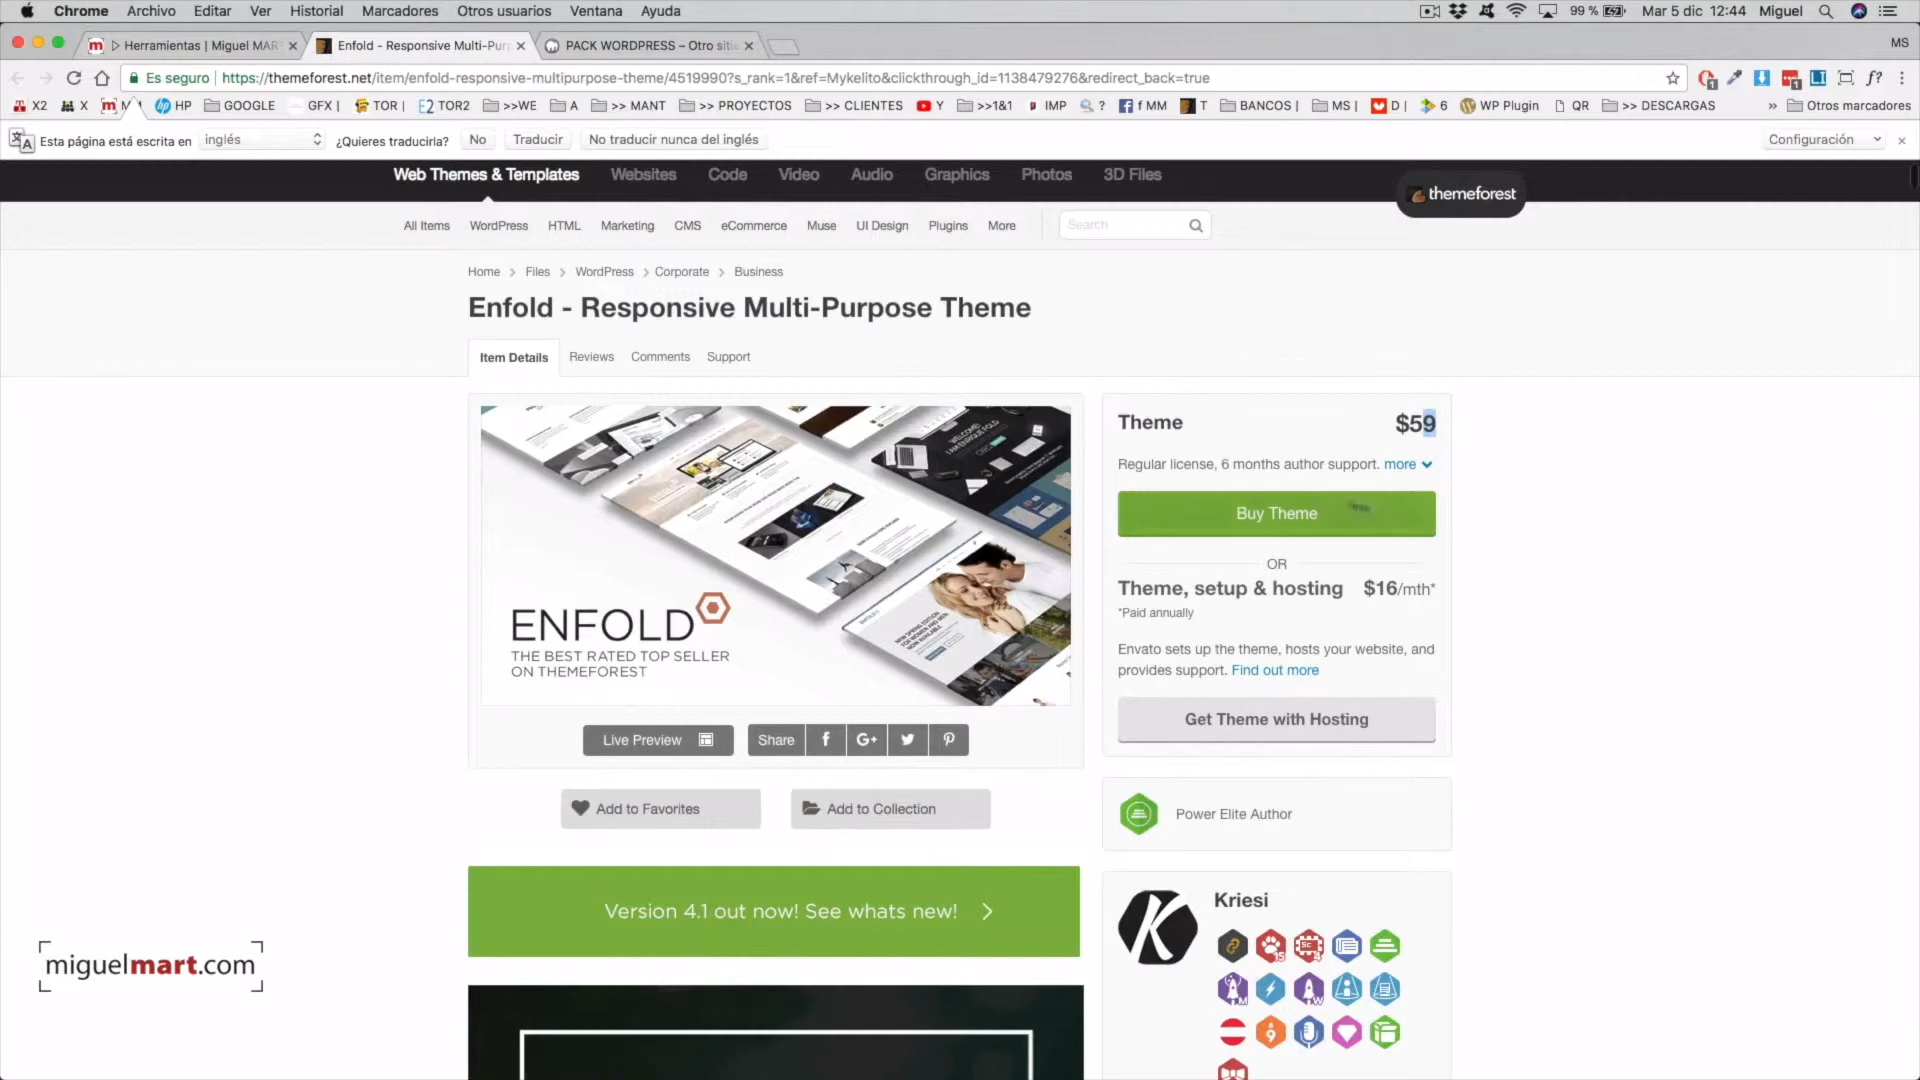 Chrome Archivo Editar Ver Historial Marcadores Otros usuarios Ventana Ayuda 99 % Mar 5 dic 12:44 Miguel
Herramientas | Miguel MAR Enfold - Responsive Multi-Pur PACK WORDPRESS – Otro siti MS
Es seguro https://themeforest.net/item/enfold-responsive-multipurpose-theme/4519990?s_rank=1&ref=Mykelito&clickthrough_id=1138479276&redirect_back=true
X2 X M HP GOOGLE GFX | TOR | TOR2 >>WE A >> MANT >> PROYECTOS >> CLIENTES Y >>1&1 IMP ? f MM T BANCOS | MS | D | 6 WP Plugin QR >> DESCARGAS » Otros marcadores
Esta página está escrita en inglés ¿Quieres traducirla? No Traducir No traducir nunca del inglés Configuración
Web Themes & Templates Websites Code Video Audio Graphics Photos 3D Files
themeforest
All Items WordPress HTML Marketing CMS eCommerce Muse UI Design Plugins More Search
Home > Files > WordPress > Corporate > Business
Enfold - Responsive Multi-Purpose Theme
Item Details Reviews Comments Support
Theme $59
Regular license, 6 months author support. more
Buy Theme
OR
Theme, setup & hosting $16/mth*
*Paid annually
Envato sets up the theme, hosts your website, and
provides support. Find out more
Get Theme with Hosting
WELCOME!
I AM ENRIQUE FOLD
ENFOLD
THE BEST RATED TOP SELLER
ON THEMEFOREST
Live Preview Share f G+
Add to Favorites Add to Collection
Power Elite Author
Version 4.1 out now! See whats new!
Kriesi
miguelmart.com